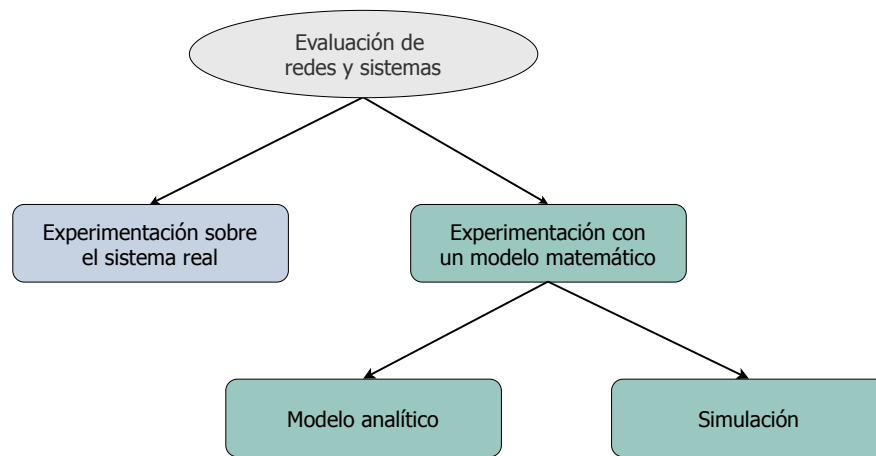 Evaluación de
redes y sistemas
Experimentación sobre
el sistema real
Experimentación con
un modelo matemático
Modelo analítico
Simulación